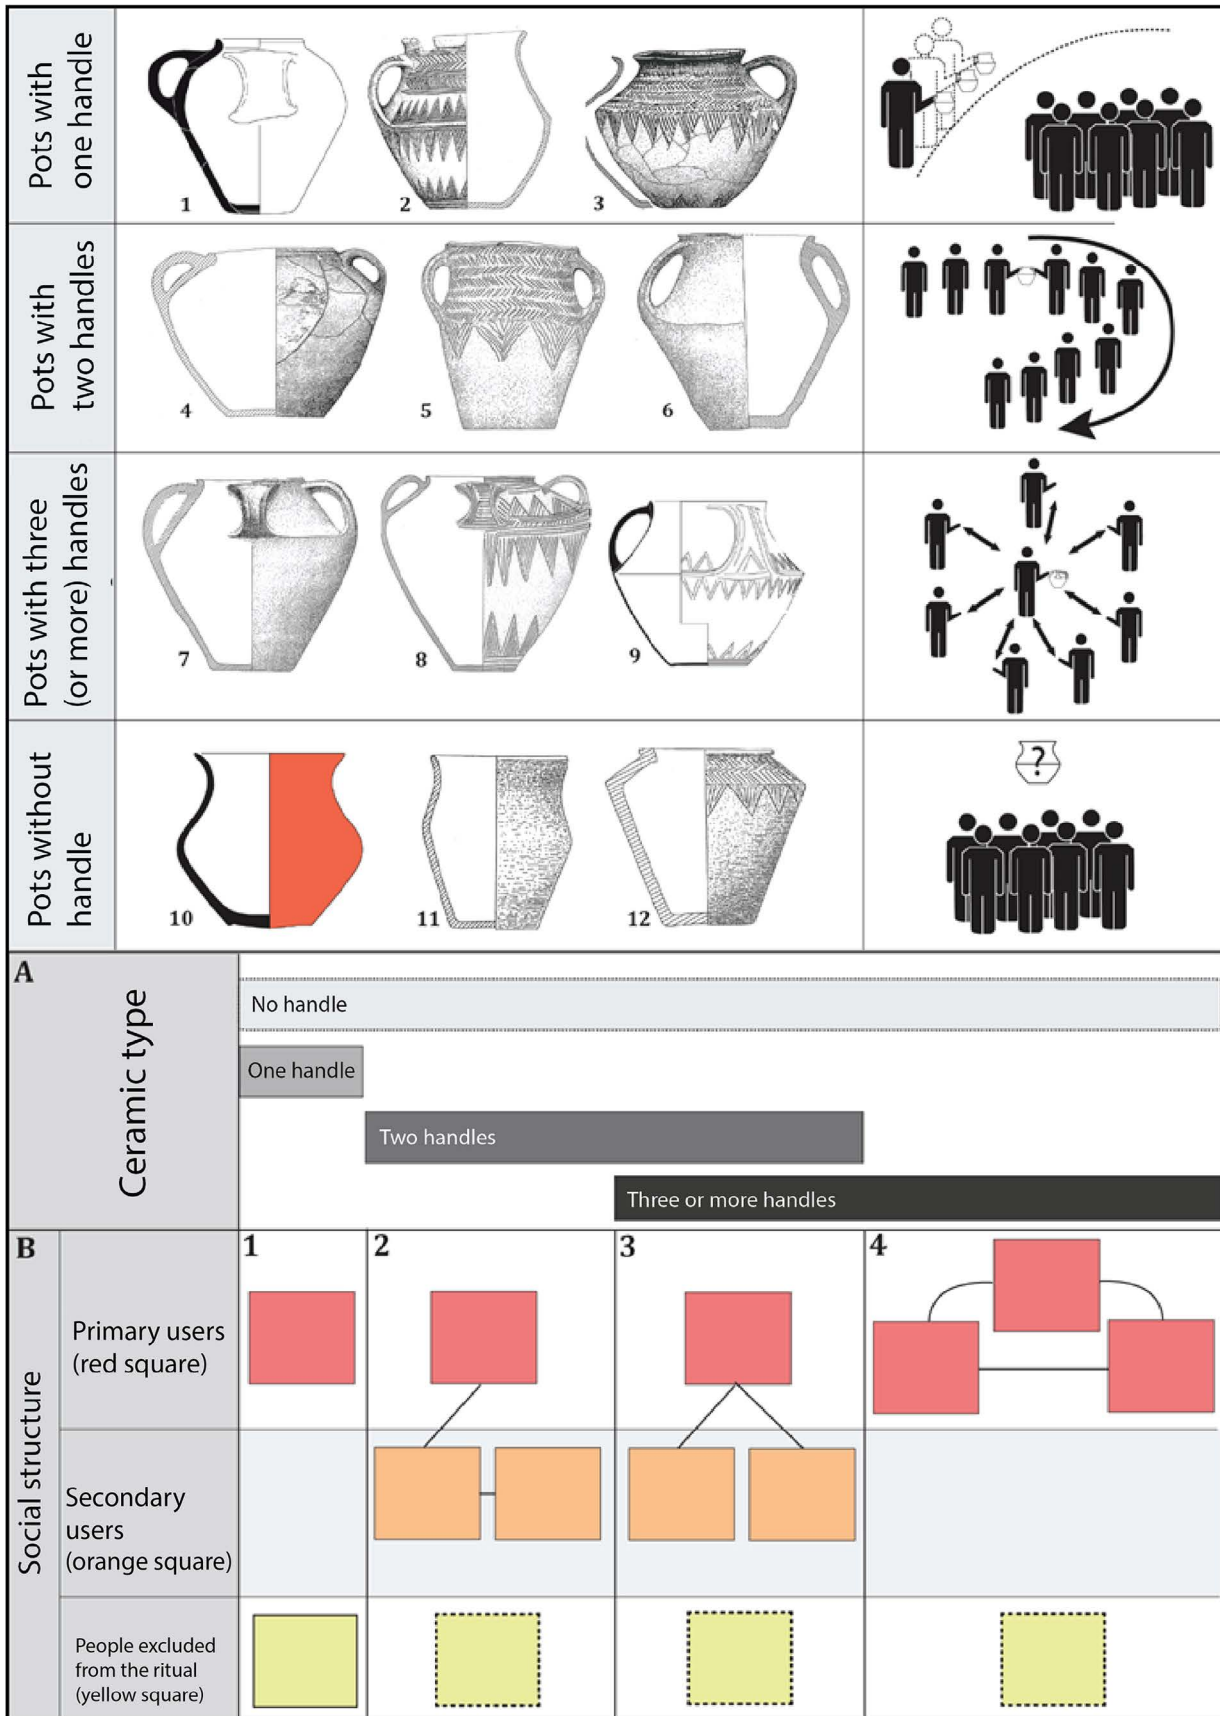 Pots with
one handle
1
2
3
Pots with
two handles
4
5
6
Pots with three
(or more) handles
7
8
9
Pots without
handle
10
11
12
?
A
Ceramic type
No handle
One handle
Two handles
Three or more handles
B
Social structure
1
2
3
4
Primary users
(red square)
Secondary
users
(orange square)
People excluded
from the ritual
(yellow square)